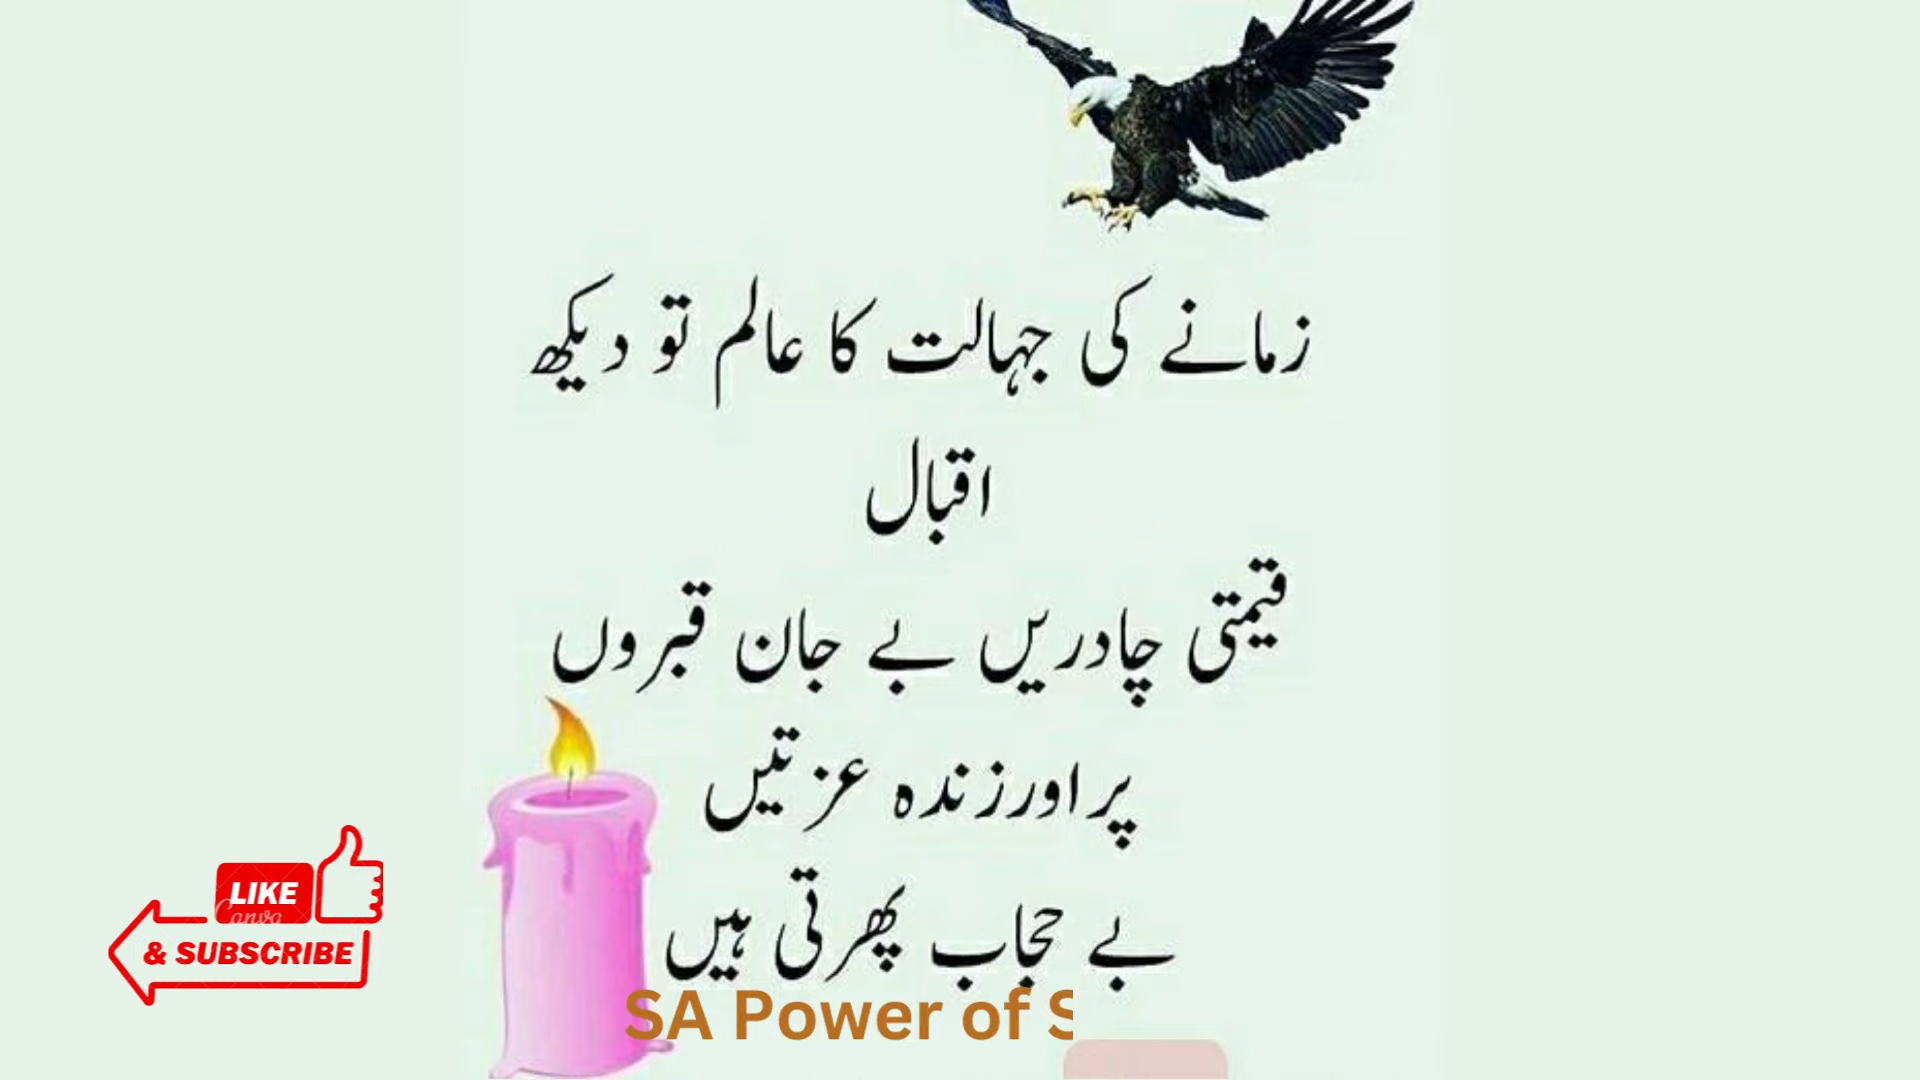 زمانے کی جہالت کا عالم تو دیکھ
اقبال
قیمتی چادریں بے جان قبروں
پر اور زندہ عزتیں
بے حجاب پھرتی ہیں
LIKE
Canva
& SUBSCRIBE
SA Power of S